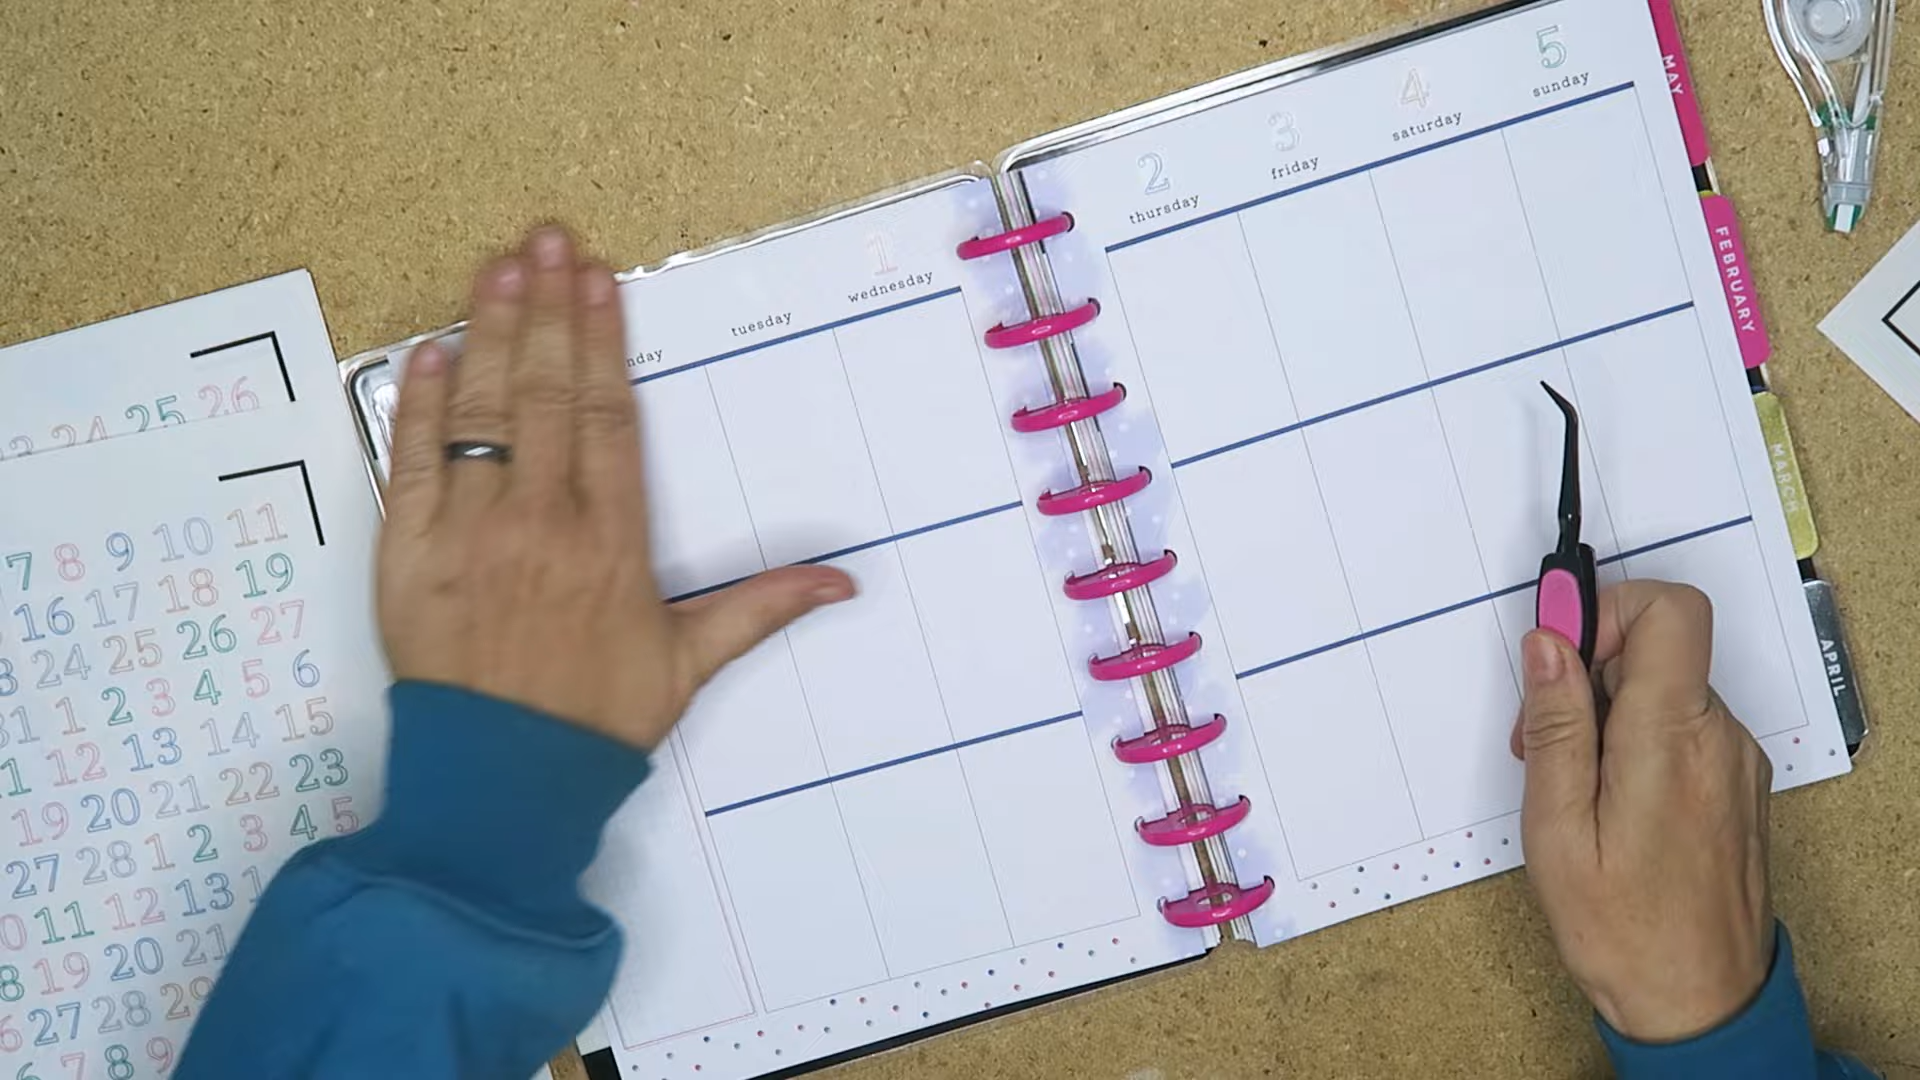 5
sunday
4
saturday
3
friday
2
thursday
1
wednesday
tuesday
nday
MAY
FEBRUARY
MARCH
APRIL
24 25 26
7 8 9 10 11
16 17 18 19
24 25 26 27
1 2 3 4 5 6
12 13 14 15
19 20 21 22 23
27 28 1 2 3 4 5
11 12 13
19 20 21
27 28 29
7 8 9